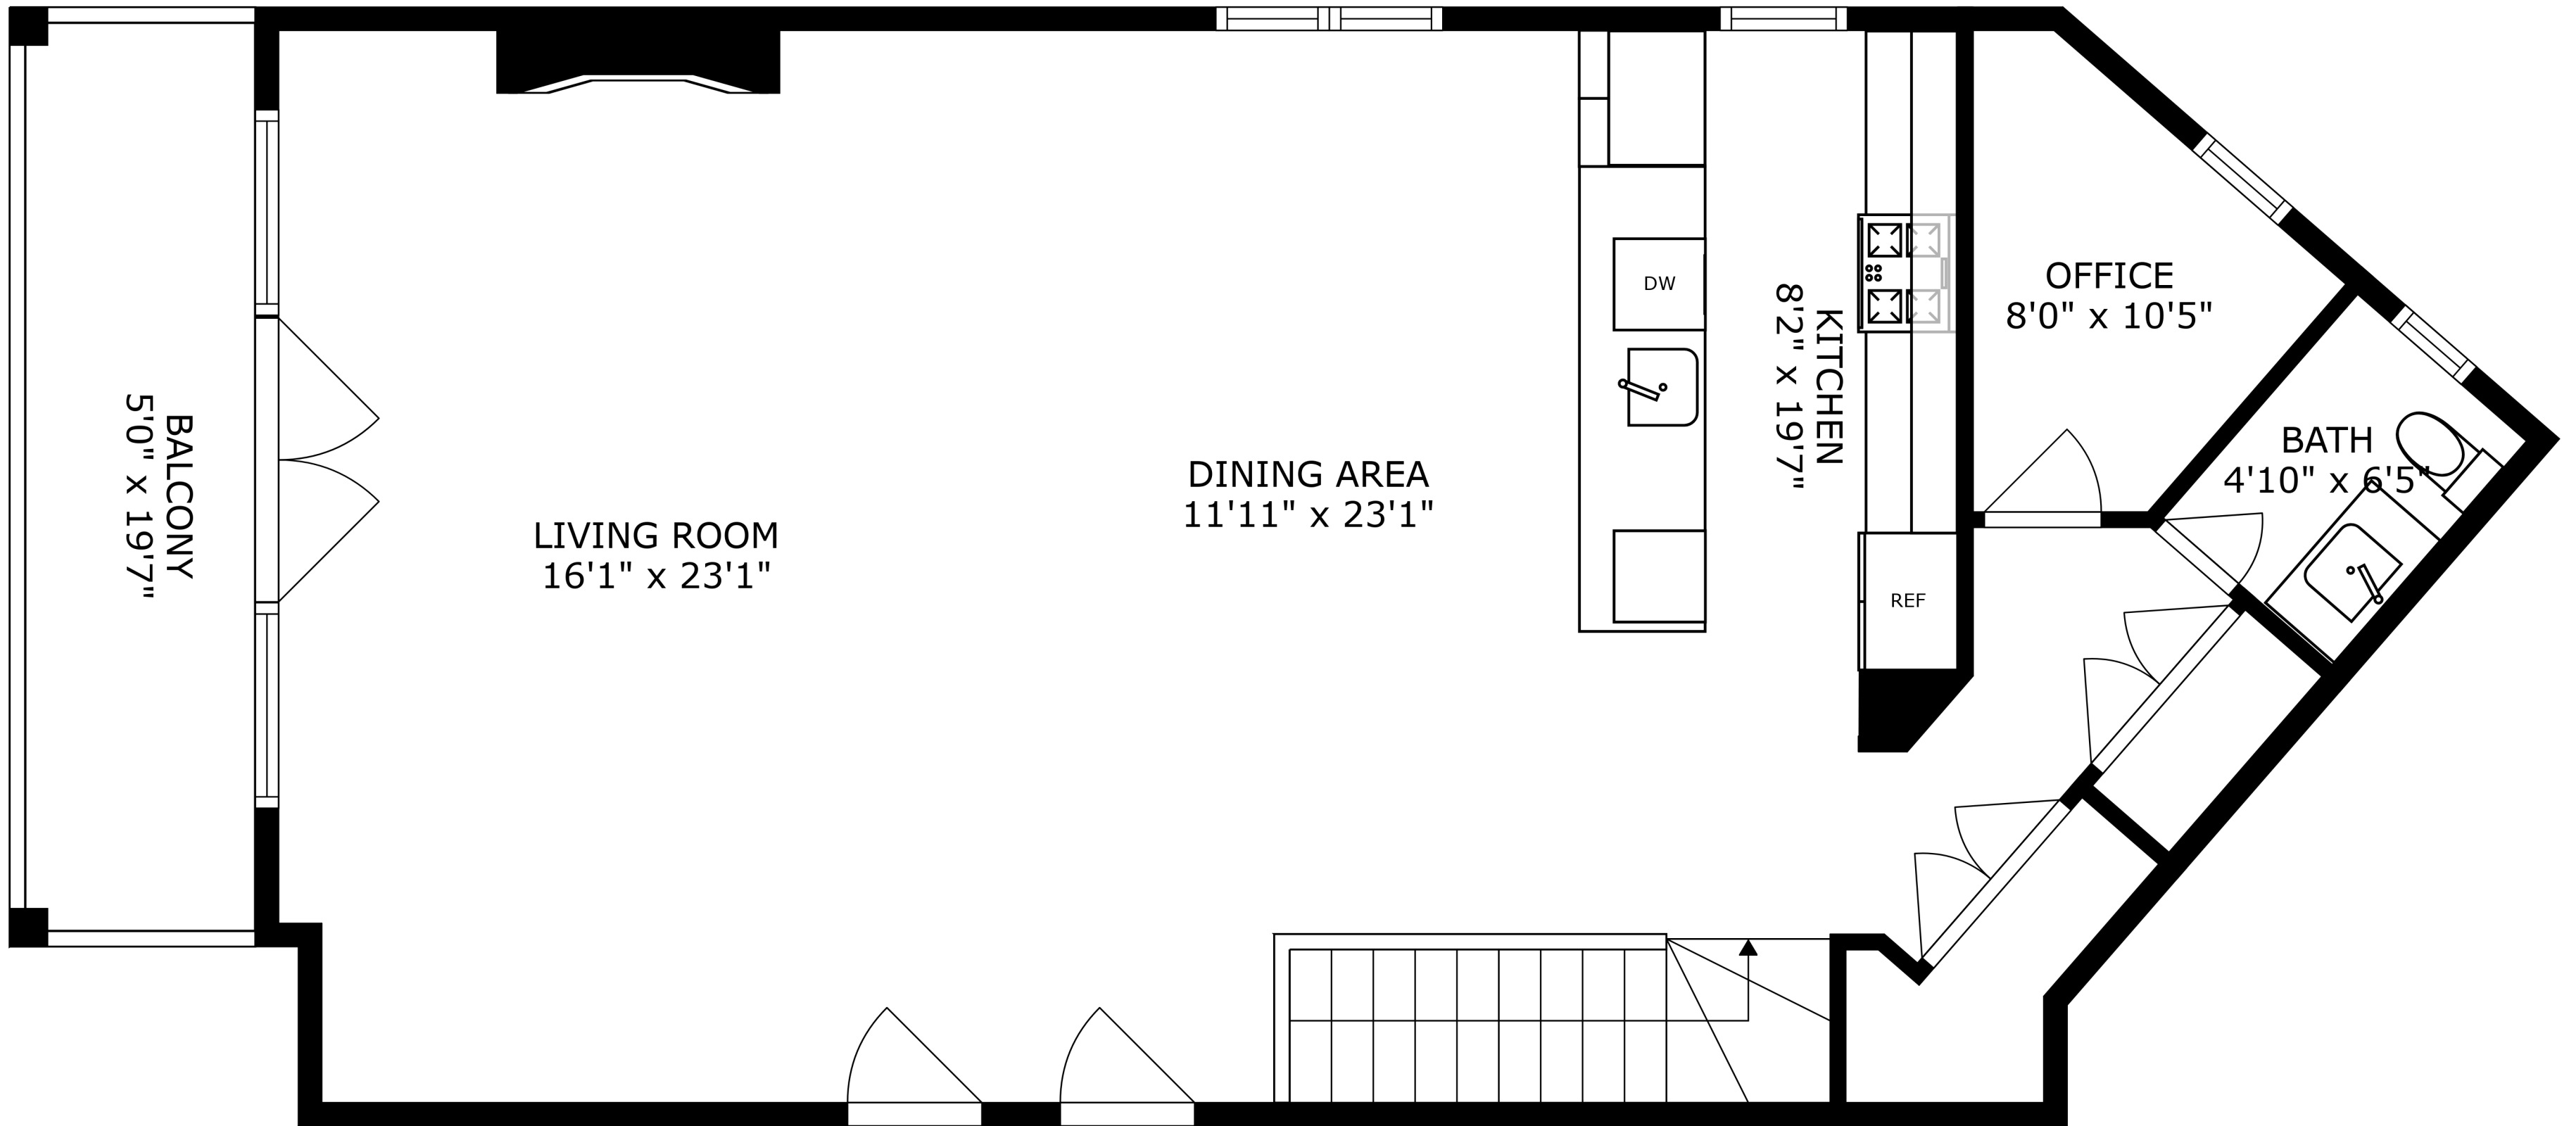 BALCONY
5'0" x 19'7"
LIVING ROOM
16'1" x 23'1"
DINING AREA
11'11" x 23'1"
DW
KITCHEN
8'2" x 19'7"
REF
OFFICE
8'0" x 10'5"
BATH
4'10" x 6'5"